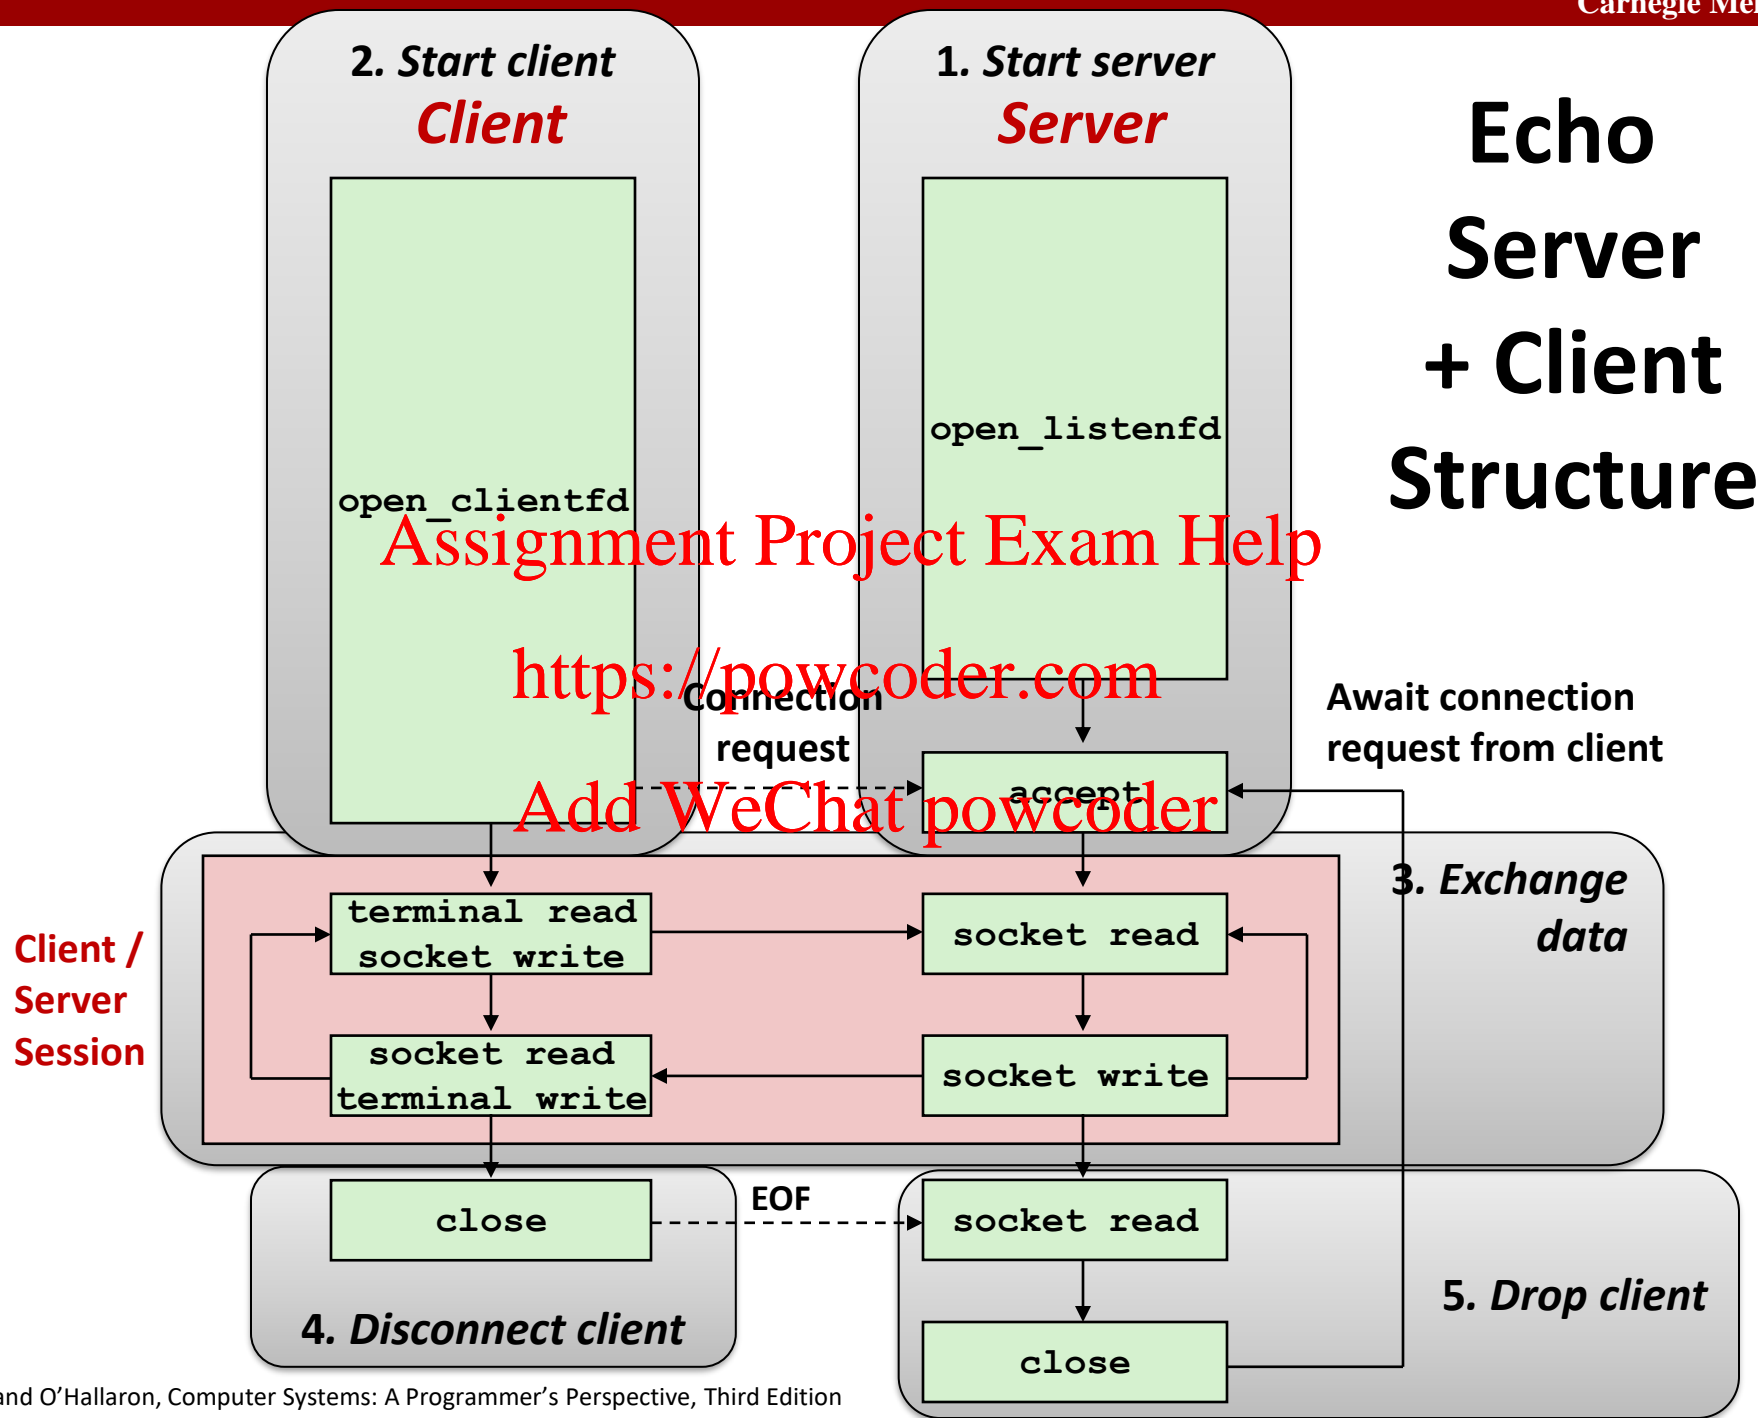 Carnegie Mel
2. Start client
Client
1. Start server
Server
Echo
Server
+ Client
Structure
open_listenfd
open_clientfd
Assignment Project Exam Help
https://powcoder.com
Connection
request
Await connection
request from client
accept
Add WeChat powcoder
3. Exchange
data
Client /
Server
Session
terminal read
socket write
socket read
socket read
terminal write
socket write
close
EOF
socket read
4. Disconnect client
5. Drop client
close
and O'Hallaron, Computer Systems: A Programmer's Perspective, Third Edition